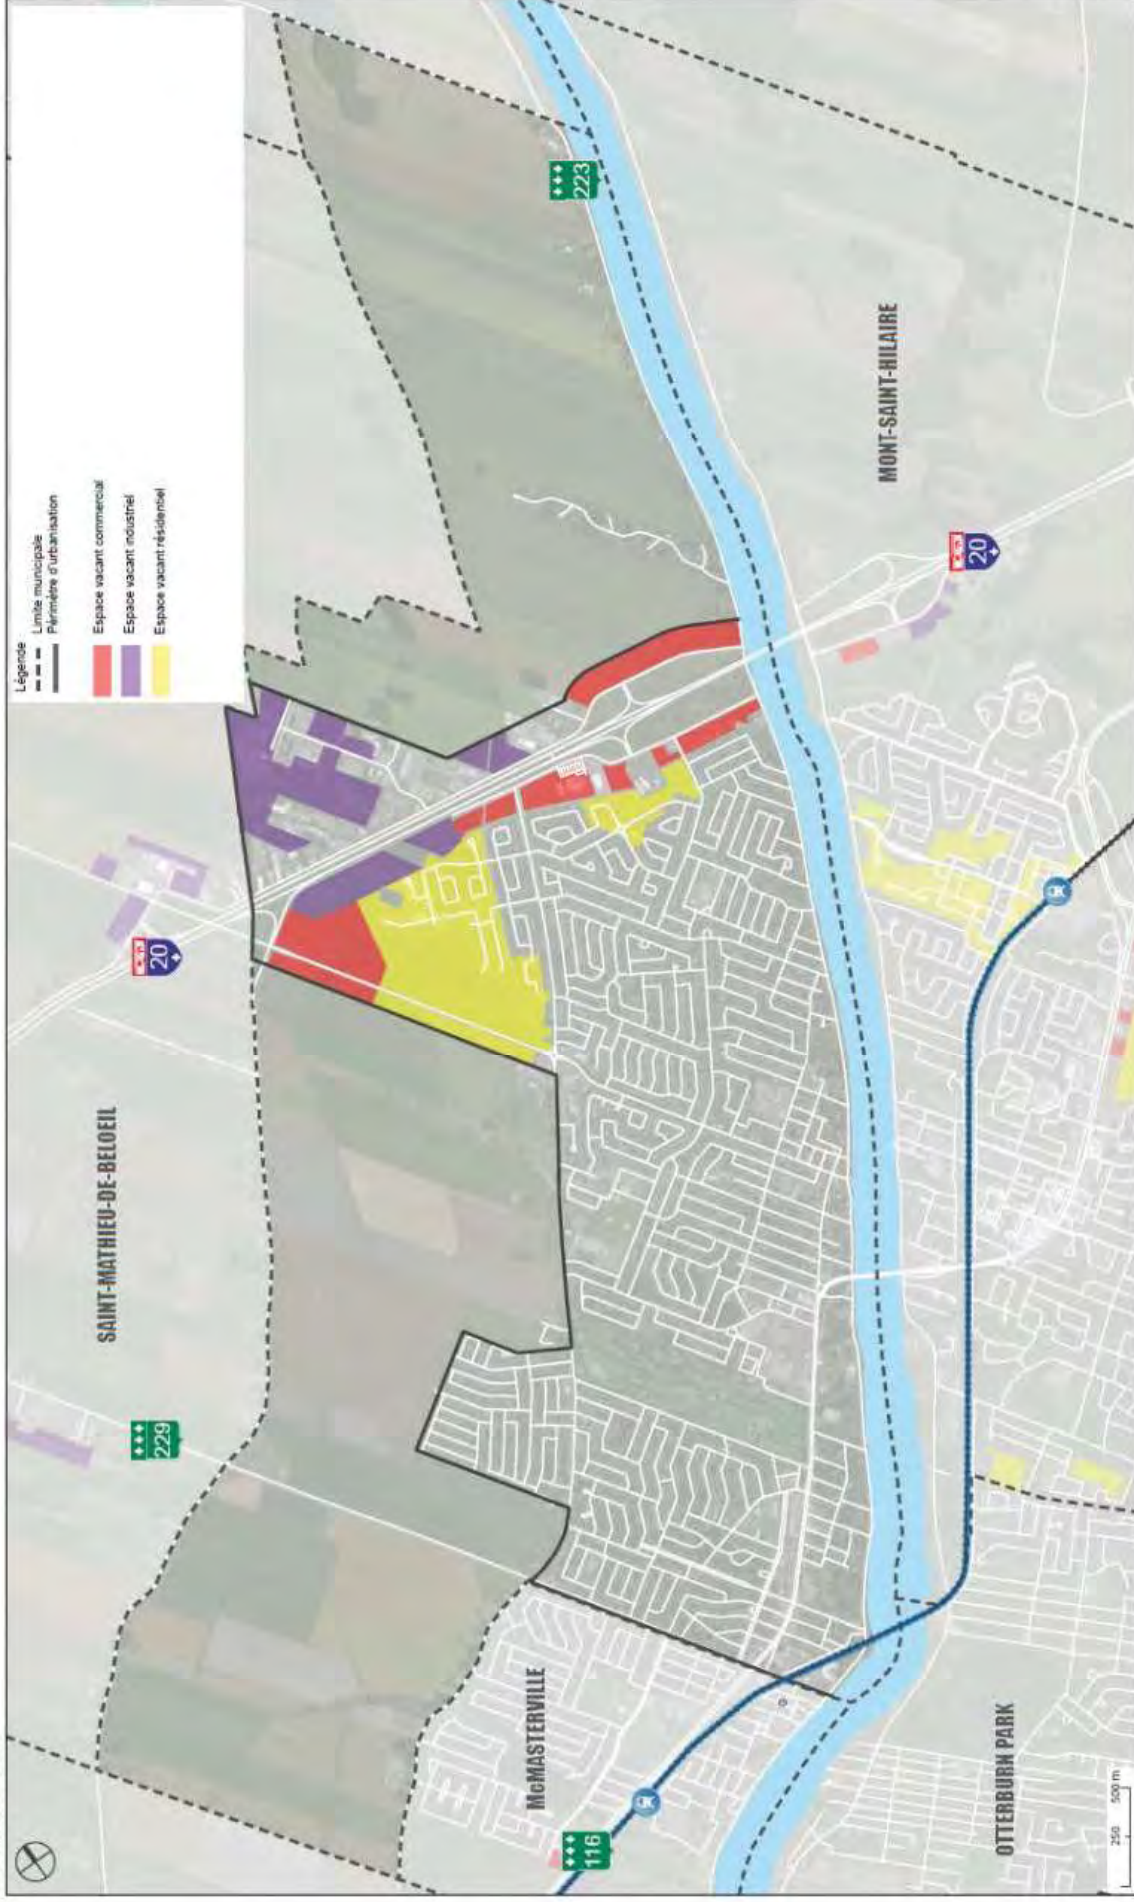 Légende
Limite municipale
Périmètre d'urbanisation
Espace vacant commercial
Espace vacant industriel
Espace vacant résidentiel
SAINT-MATHIEU-DE-BELOEIL
229
20
223
MONT-SAINT-HILAIRE
20
McMASTERVILLE
116
OTTERBURN PARK
250
500 m